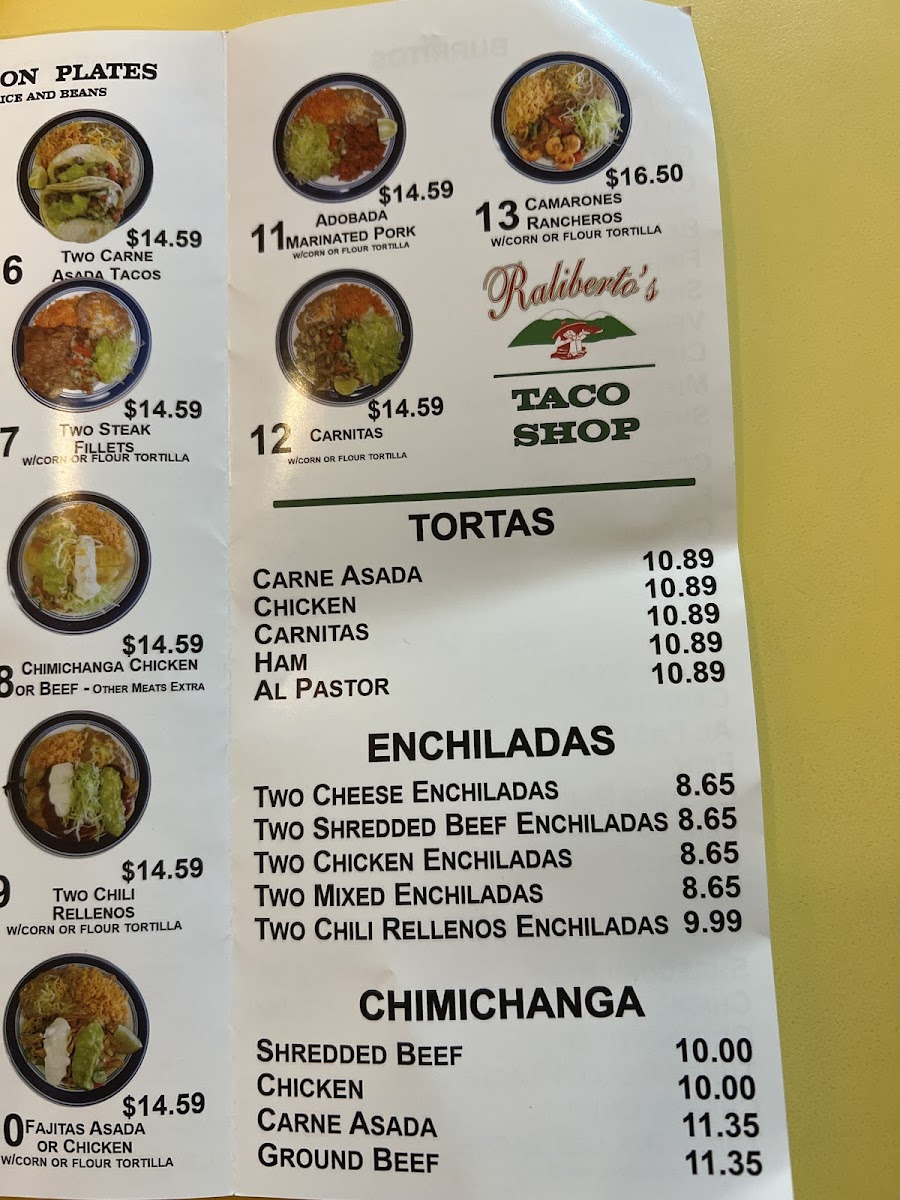 ON PLATES
ICE AND BEANS
$14.59
6 Two Carne
Asada Tacos
$14.59
7 Two Steak
Fillets
w/corn or flour tortilla
$14.59
8 Chimichanga Chicken
or Beef - Other Meats Extra
$14.59
9 Two Chili
Rellenos
w/corn or flour tortilla
$14.59
0 Fajitas Asada
or Chicken
w/corn or flour tortilla
$14.59
11 Adobada
Marinated Pork
w/corn or flour tortilla
$16.50
13 Camarones
Rancheros
w/corn or flour tortilla
$14.59
12 Carnitas
w/corn or flour tortilla
Raliberto's
TACO
SHOP
TORTAS
Carne Asada 10.89
Chicken 10.89
Carnitas 10.89
Ham 10.89
Al Pastor 10.89
ENCHILADAS
Two Cheese Enchiladas 8.65
Two Shredded Beef Enchiladas 8.65
Two Chicken Enchiladas 8.65
Two Mixed Enchiladas 8.65
Two Chili Rellenos Enchiladas 9.99
CHIMICHANGA
Shredded Beef 10.00
Chicken 10.00
Carne Asada 11.35
Ground Beef 11.35